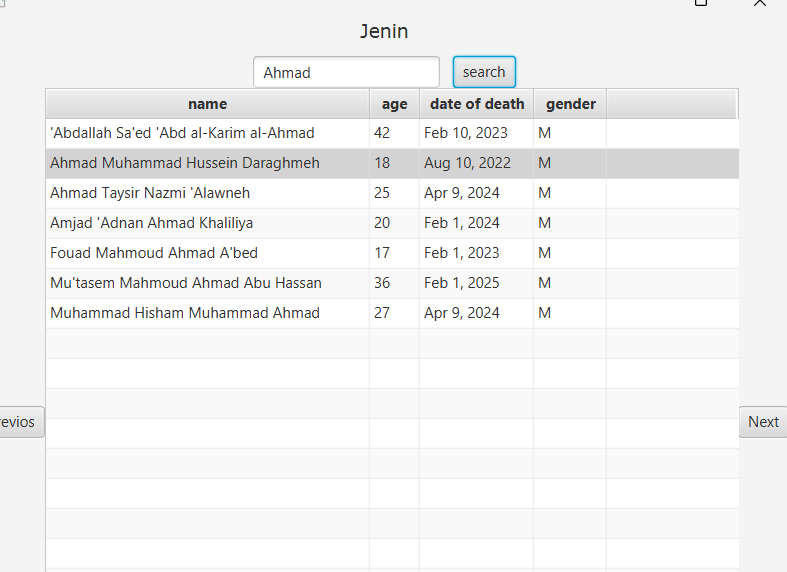 Jenin
Ahmad search
name age date of death gender
'Abdallah Sa'ed 'Abd al-Karim al-Ahmad 42 Feb 10, 2023 M
Ahmad Muhammad Hussein Daraghmeh 18 Aug 10, 2022 M
Ahmad Taysir Nazmi 'Alawneh 25 Apr 9, 2024 M
Amjad 'Adnan Ahmad Khaliliya 20 Feb 1, 2024 M
Fouad Mahmoud Ahmad A'bed 17 Feb 1, 2023 M
Mu'tasem Mahmoud Ahmad Abu Hassan 36 Feb 1, 2025 M
Muhammad Hisham Muhammad Ahmad 27 Apr 9, 2024 M
evios Next